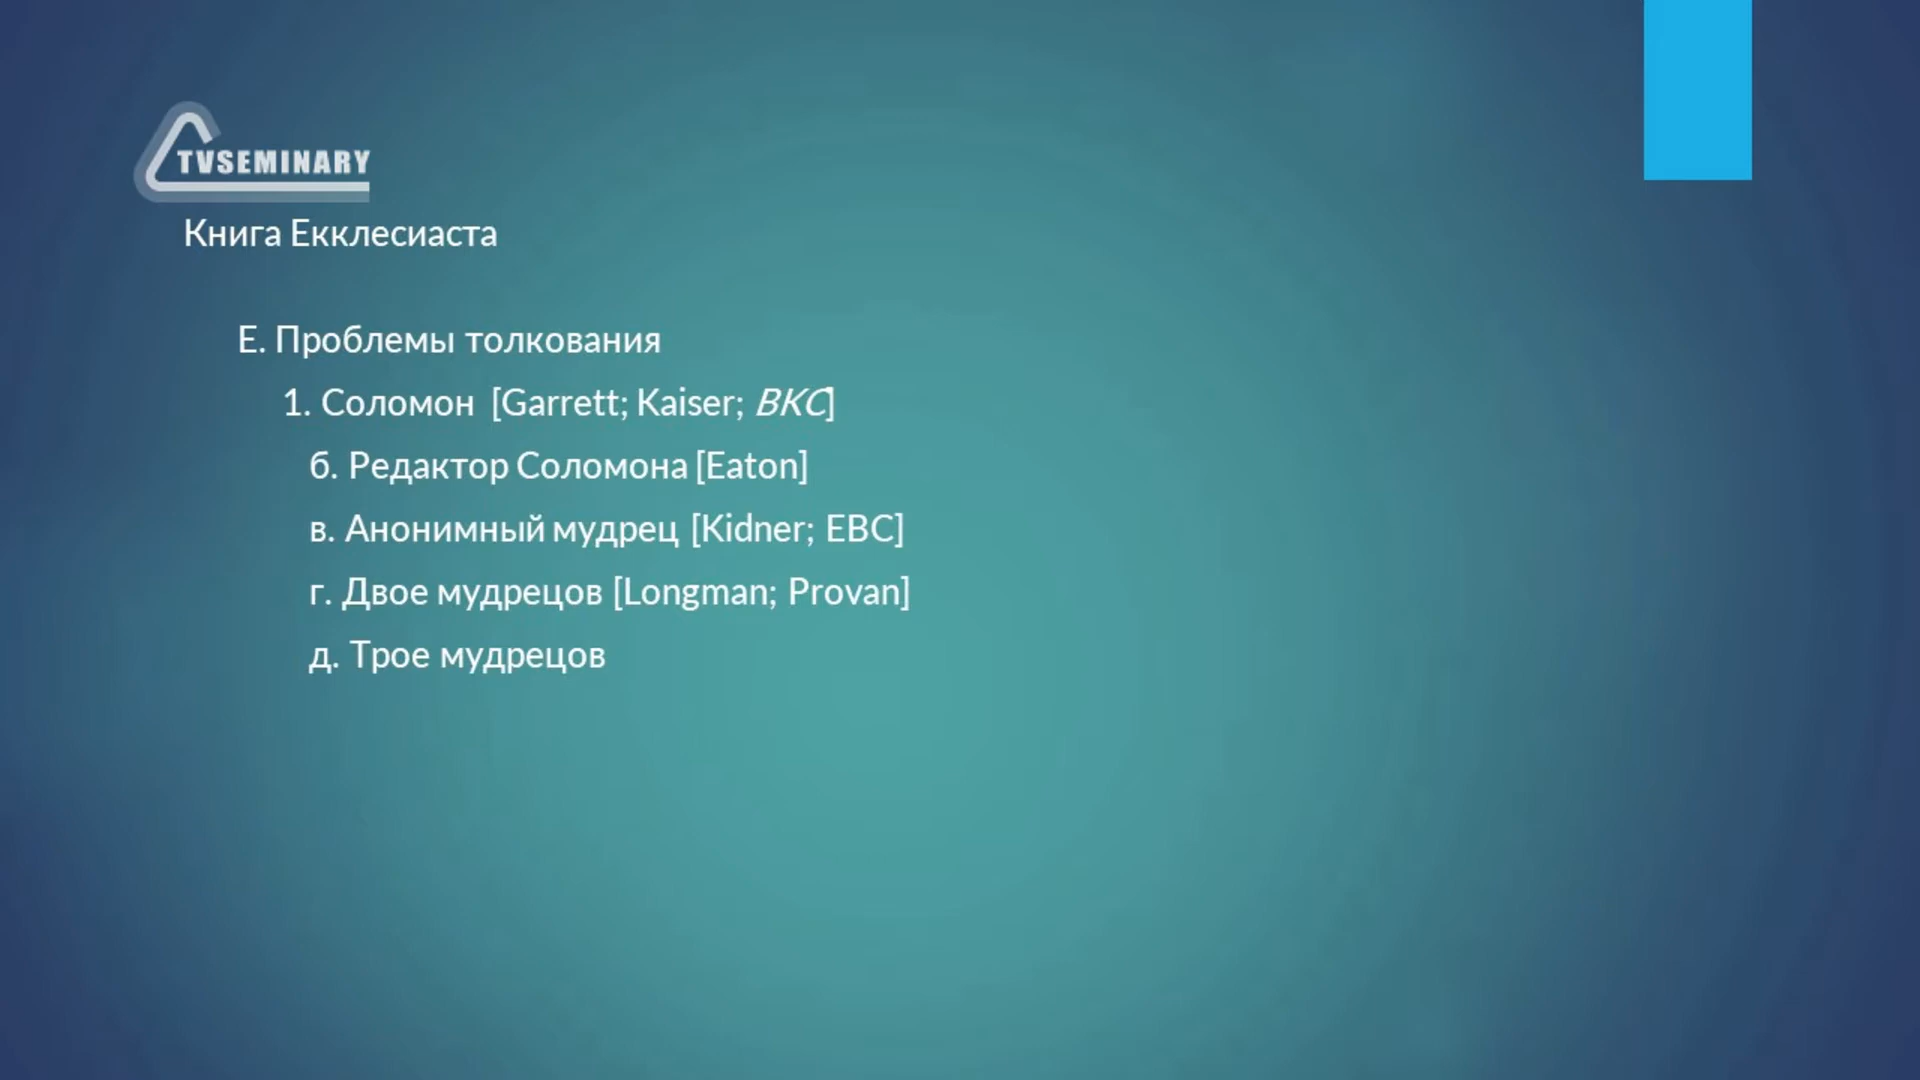 TVSEMINARY
Книга Екклесиаста
Е. Проблемы толкования
1. Соломон [Garrett; Kaiser; BKC]
б. Редактор Соломона [Eaton]
в. Анонимный мудрец [Kidner; EBC]
г. Двое мудрецов [Longman; Provan]
д. Трое мудрецов